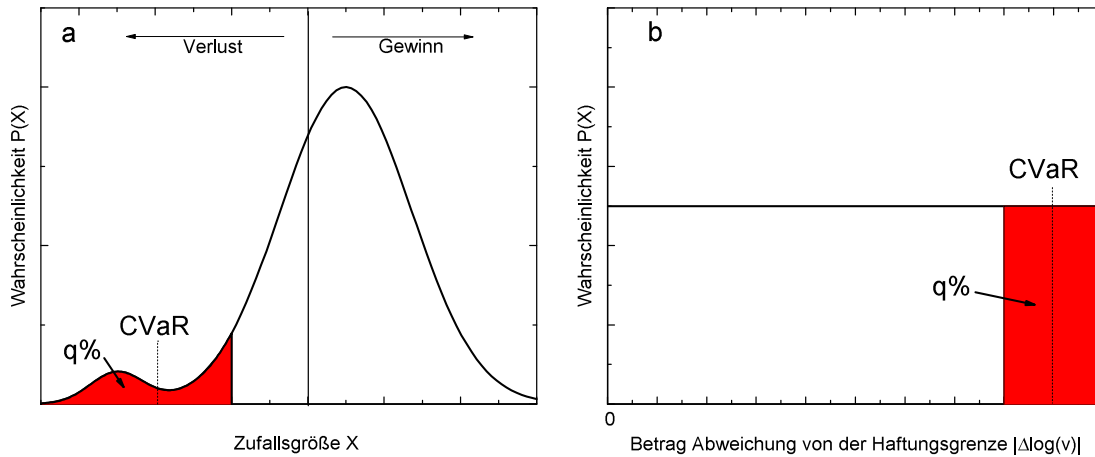 a
Verlust
Gewinn
Wahrscheinlichkeit P(X)
CVaR
q%
Zufallsgröße X
b
Wahrscheinlichkeit P(X)
CVaR
q%
0
Betrag Abweichung von der Haftungsgrenze |Δlog(v)|